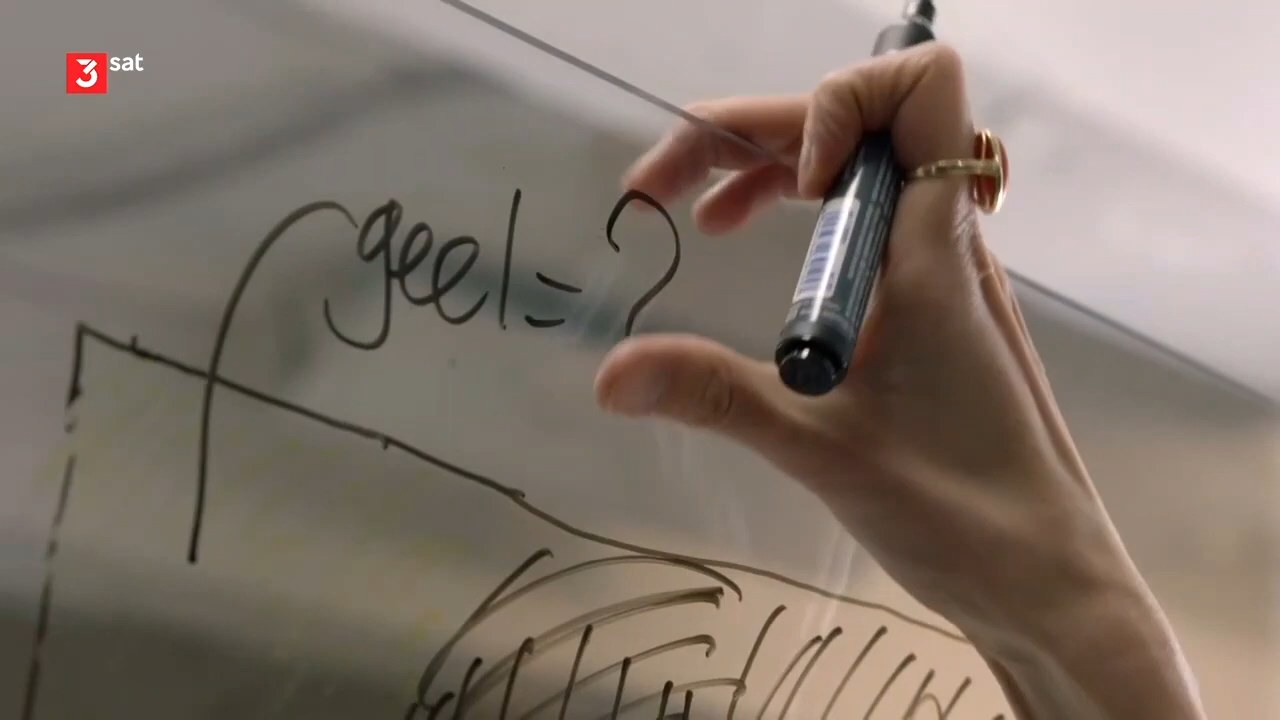 3sat
geel = ?